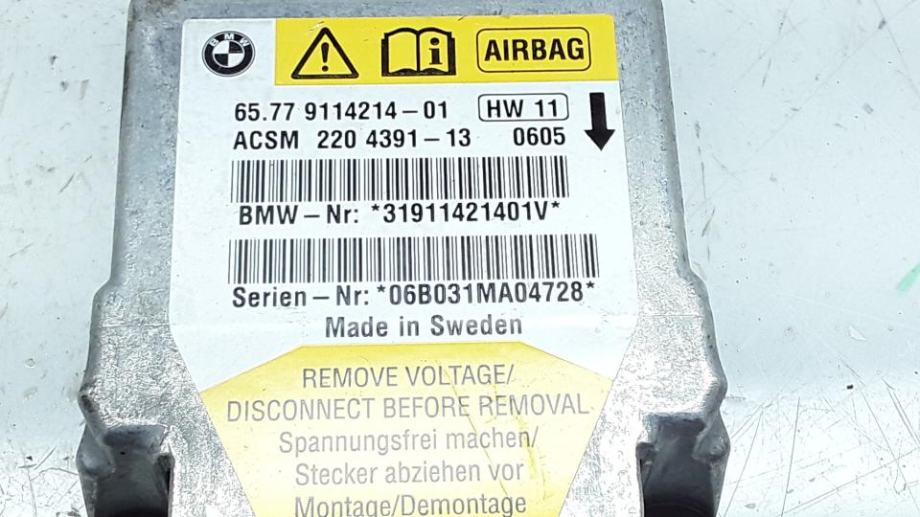 BMW
AIRBAG
65.77 9114214-01 HW 11
ACSM 220 4391-13 0605
BMW-Nr: *31911421401V*
Serien-Nr: *06B031MA04728*
Made in Sweden
REMOVE VOLTAGE/
DISCONNECT BEFORE REMOVAL
Spannungsfrei machen/
Stecker abziehen vor
Montage/Demontage